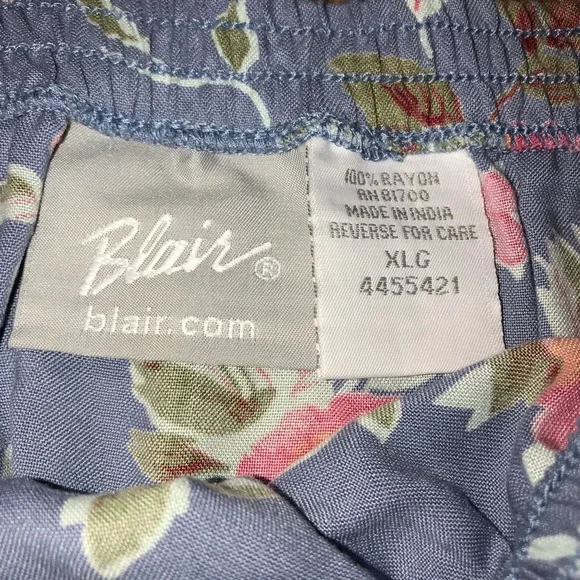 Blair®
blair.com
100% RAYON
RN 81700
MADE IN INDIA
REVERSE FOR CARE
XLG
4455421